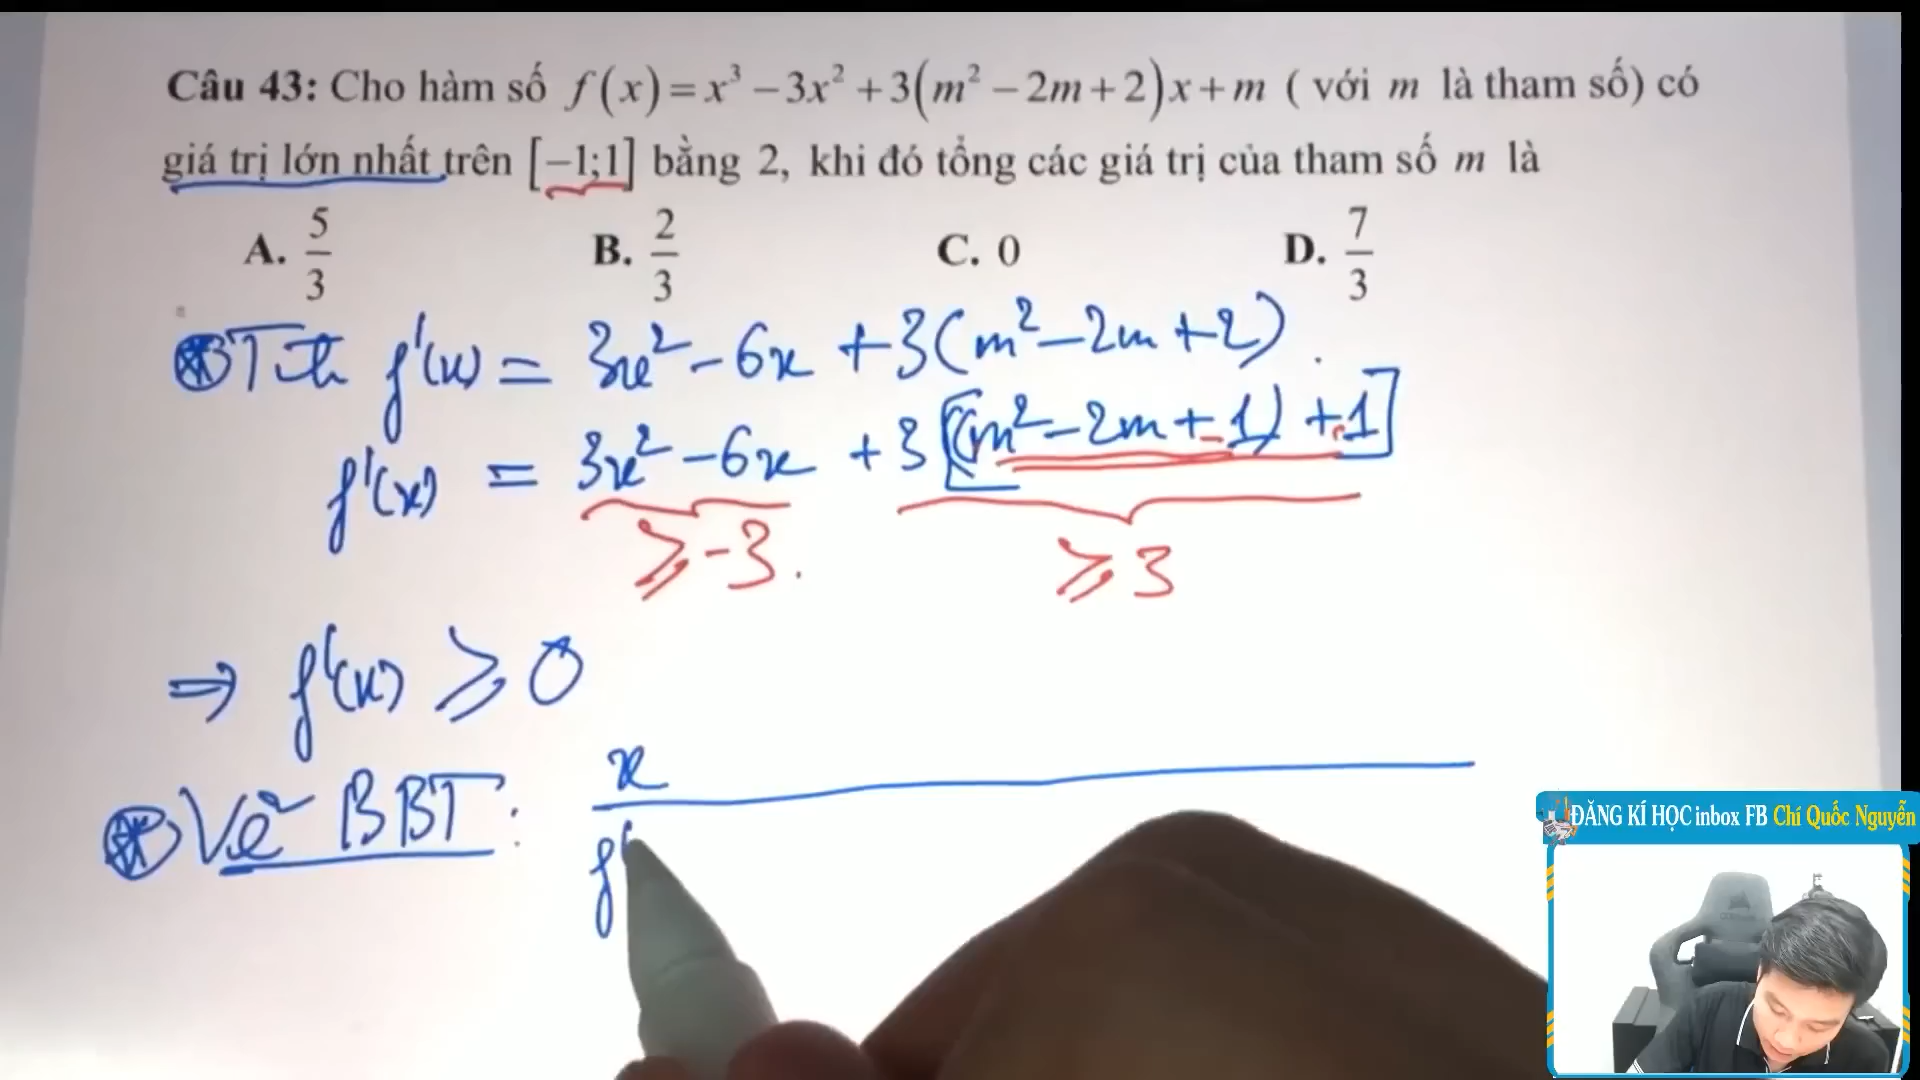 Câu 43: Cho hàm số f(x)=x³−3x²+3(m²−2m+2)x+m ( với m là tham số) có
giá trị lớn nhất trên [−1;1] bằng 2, khi đó tổng các giá trị của tham số m là
A. 5/3 B. 2/3 C. 0 D. 7/3
Tính f'(x) = 3x² - 6x + 3(m² - 2m + 2).
f'(x) = 3x² - 6x + 3[(m² - 2m + 1) + 1]
≥ -3. ≥ 3
⇒ f'(x) ≥ 0
Vẽ BBT: x
f'
ĐĂNG KÍ HỌC inbox FB Chí Quốc Nguyễn